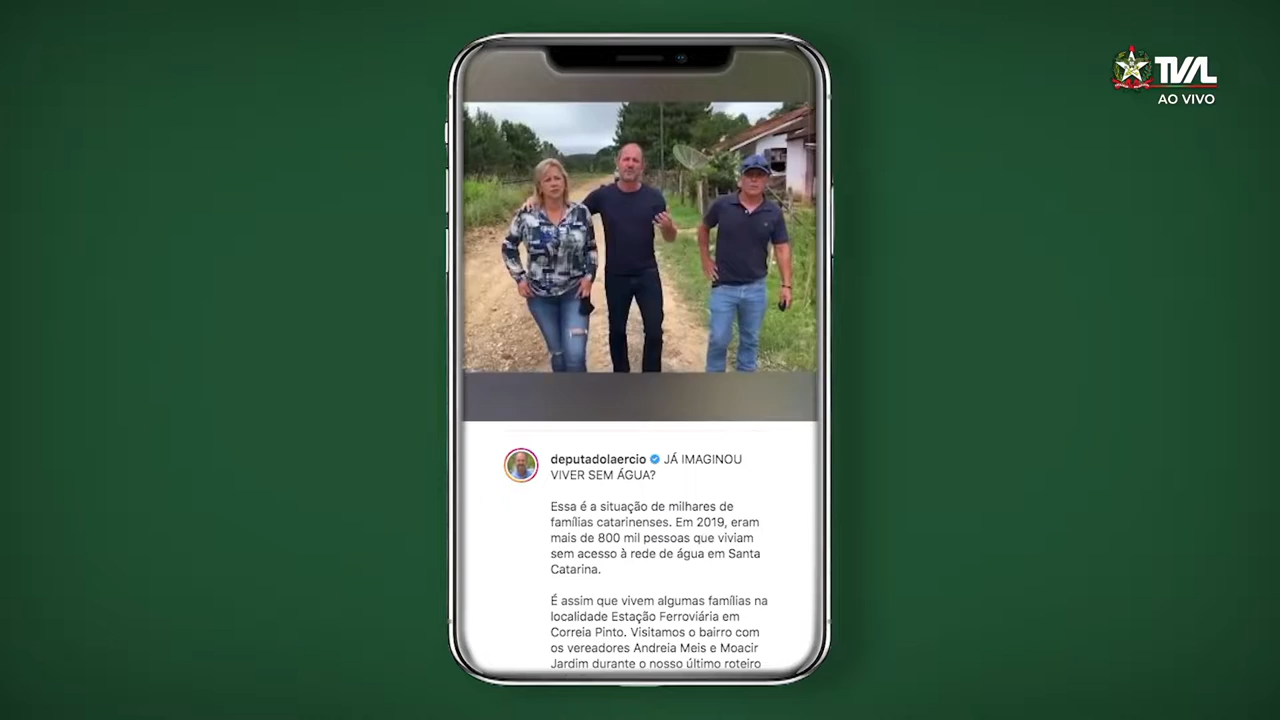 TVAL
AO VIVO
deputadolaercio JÁ IMAGINOU
VIVER SEM ÁGUA?
Essa é a situação de milhares de
famílias catarinenses. Em 2019, eram
mais de 800 mil pessoas que viviam
sem acesso à rede de água em Santa
Catarina.
É assim que vivem algumas famílias na
localidade Estação Ferroviária em
Correia Pinto. Visitamos o bairro com
os vereadores Andreia Meis e Moacir
Jardim durante o nosso último roteiro